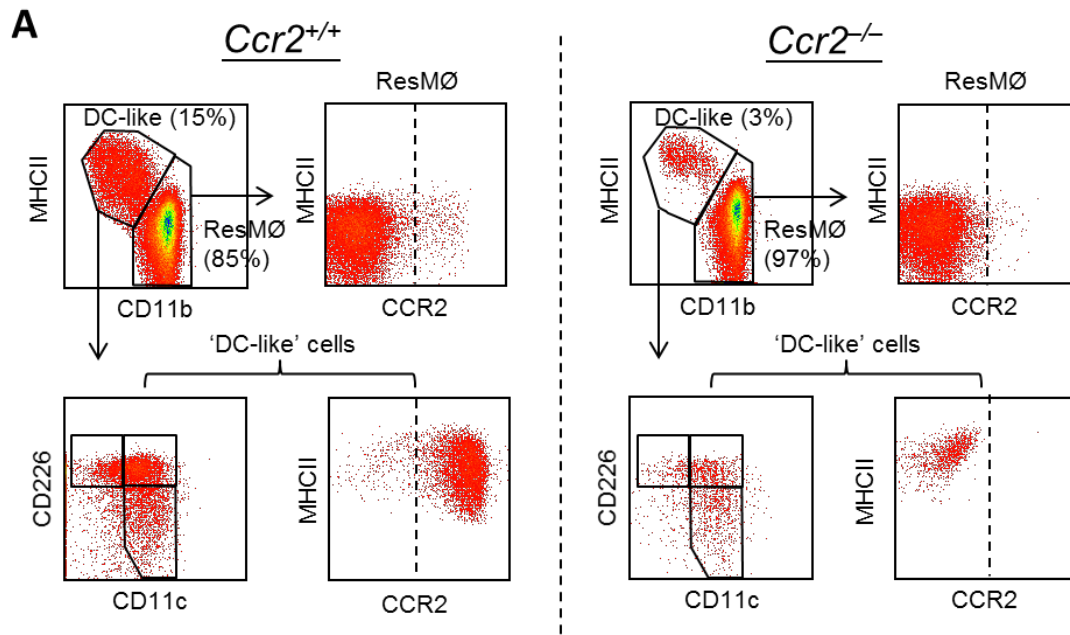 A
Ccr2+/+
ResMØ
DC-like (15%)
MHCII
ResMØ
(85%)
CD11b
MHCII
CCR2
'DC-like' cells
CD226
CD11c
MHCII
CCR2
Ccr2–/–
ResMØ
DC-like (3%)
MHCII
ResMØ
(97%)
CD11b
MHCII
CCR2
'DC-like' cells
CD226
CD11c
MHCII
CCR2